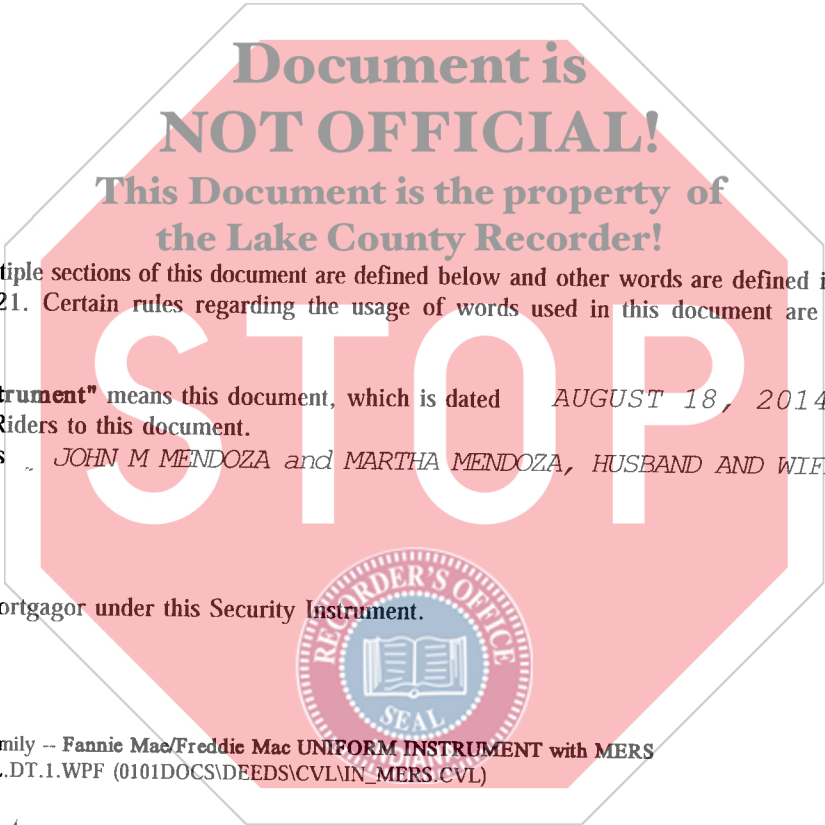 Document is
NOT OFFICIAL!
This Document is the property of
the Lake County Recorder!
tiple sections of this document are defined below and other words are defined i
21. Certain rules regarding the usage of words used in this document are
STOP
trument" means this document, which is dated AUGUST 18, 2014
Riders to this document.
s JOHN M MENDOZA and MARTHA MENDOZA, HUSBAND AND WIF
ortgagor under this Security Instrument.
RECORDER'S OFFICE
SEAL
INDIANA
mily -- Fannie Mae/Freddie Mac UNIFORM INSTRUMENT with MERS
.DT.1.WPF (0101DOCS\DEEDS\CVL\IN_MERS.CVL)